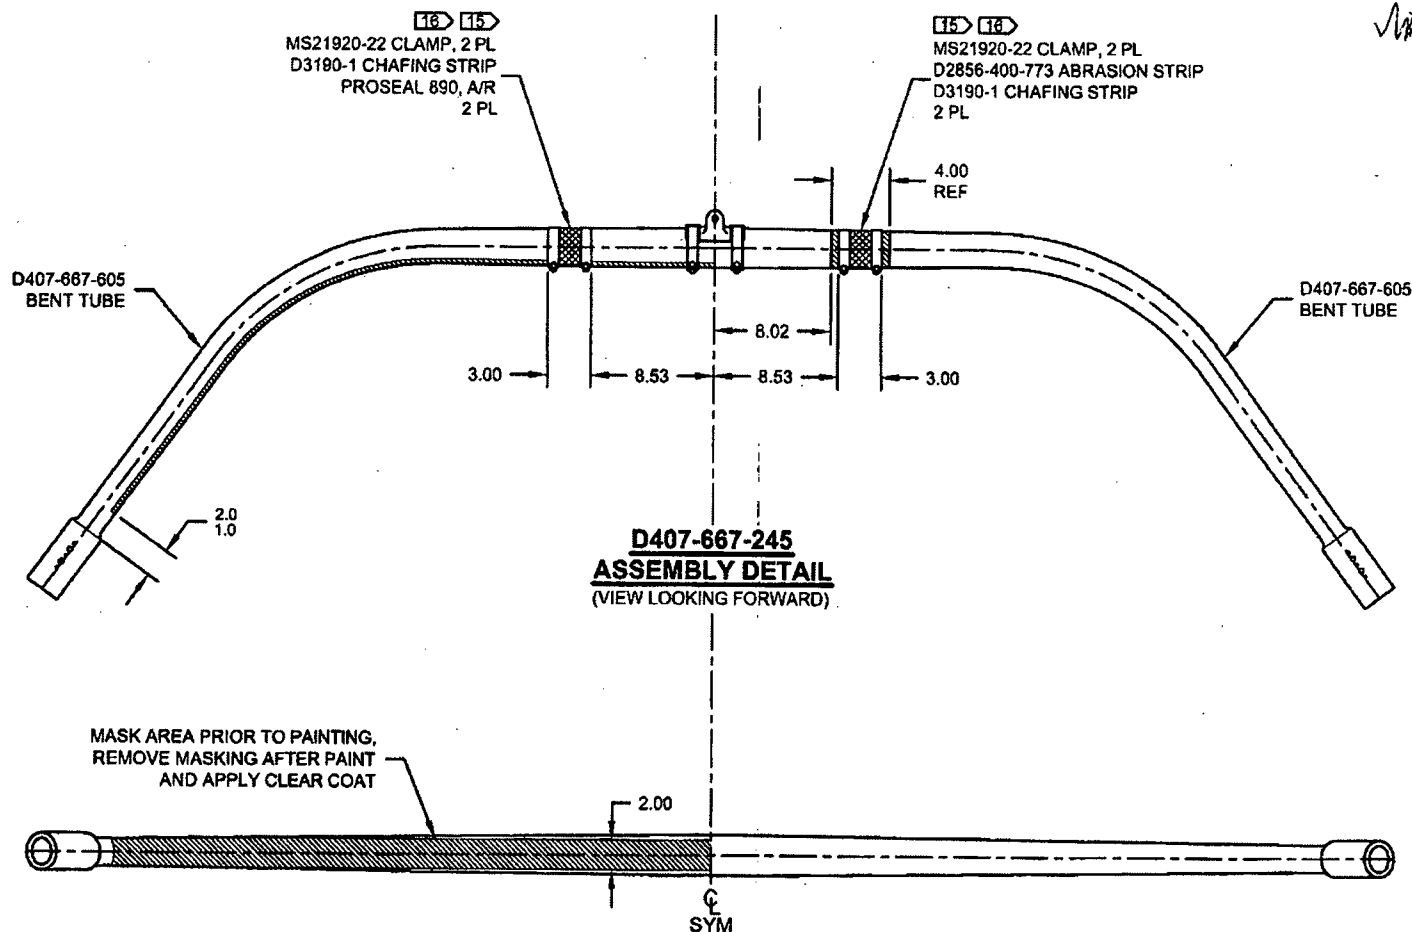 16 15
MS21920-22 CLAMP, 2 PL
D3190-1 CHAFING STRIP
PROSEAL 890, A/R
2 PL
15 16
MS21920-22 CLAMP, 2 PL
D2856-400-773 ABRASION STRIP
D3190-1 CHAFING STRIP
2 PL
4.00
REF
D407-667-605
BENT TUBE
D407-667-605
BENT TUBE
8.02
3.00
8.53
8.53
3.00
2.0
1.0
D407-667-245
ASSEMBLY DETAIL
(VIEW LOOKING FORWARD)
MASK AREA PRIOR TO PAINTING,
REMOVE MASKING AFTER PAINT
AND APPLY CLEAR COAT
2.00
SYM